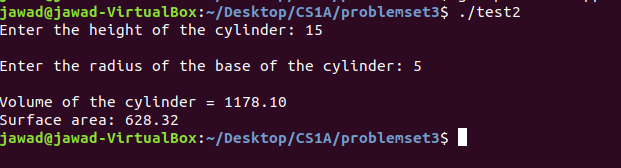 jawad@jawad-VirtualBox:~/Desktop/CS1A/problemset3$ ./test2
Enter the height of the cylinder: 15
Enter the radius of the base of the cylinder: 5
Volume of the cylinder = 1178.10
Surface area: 628.32
jawad@jawad-VirtualBox:~/Desktop/CS1A/problemset3$